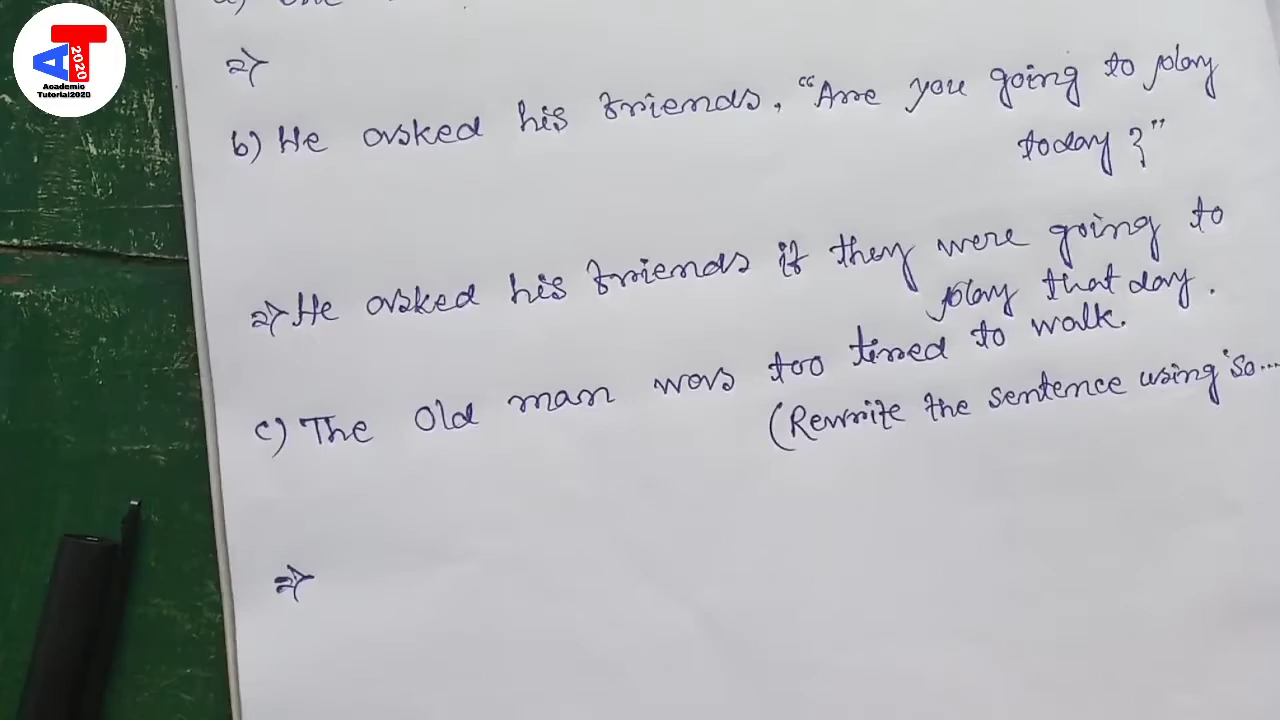 AT
2020
Academic
Tutorial2020
a)
⇒
b) He asked his friends, "Are you going to play
today?"
⇒ He asked his friends if they were going to
play that day.
c) The Old man was too tired to walk.
(Rewrite the sentence using 'so...
⇒